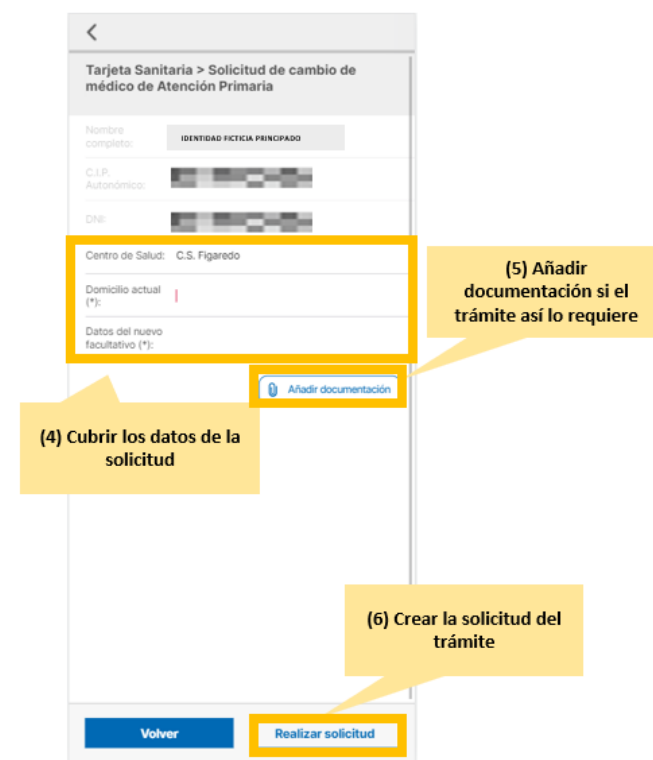 Tarjeta Sanitaria > Solicitud de cambio de
médico de Atención Primaria
Nombre
completo:
IDENTIDAD FICTICIA PRINCIPADO
C.I.P.
Autonómico:
DNI:
Centro de Salud: C.S. Figaredo
Domicilio actual
(*):
Datos del nuevo
facultativo (*):
(5) Añadir
documentación si el
trámite así lo requiere
Añadir documentación
(4) Cubrir los datos de la
solicitud
(6) Crear la solicitud del
trámite
Volver
Realizar solicitud